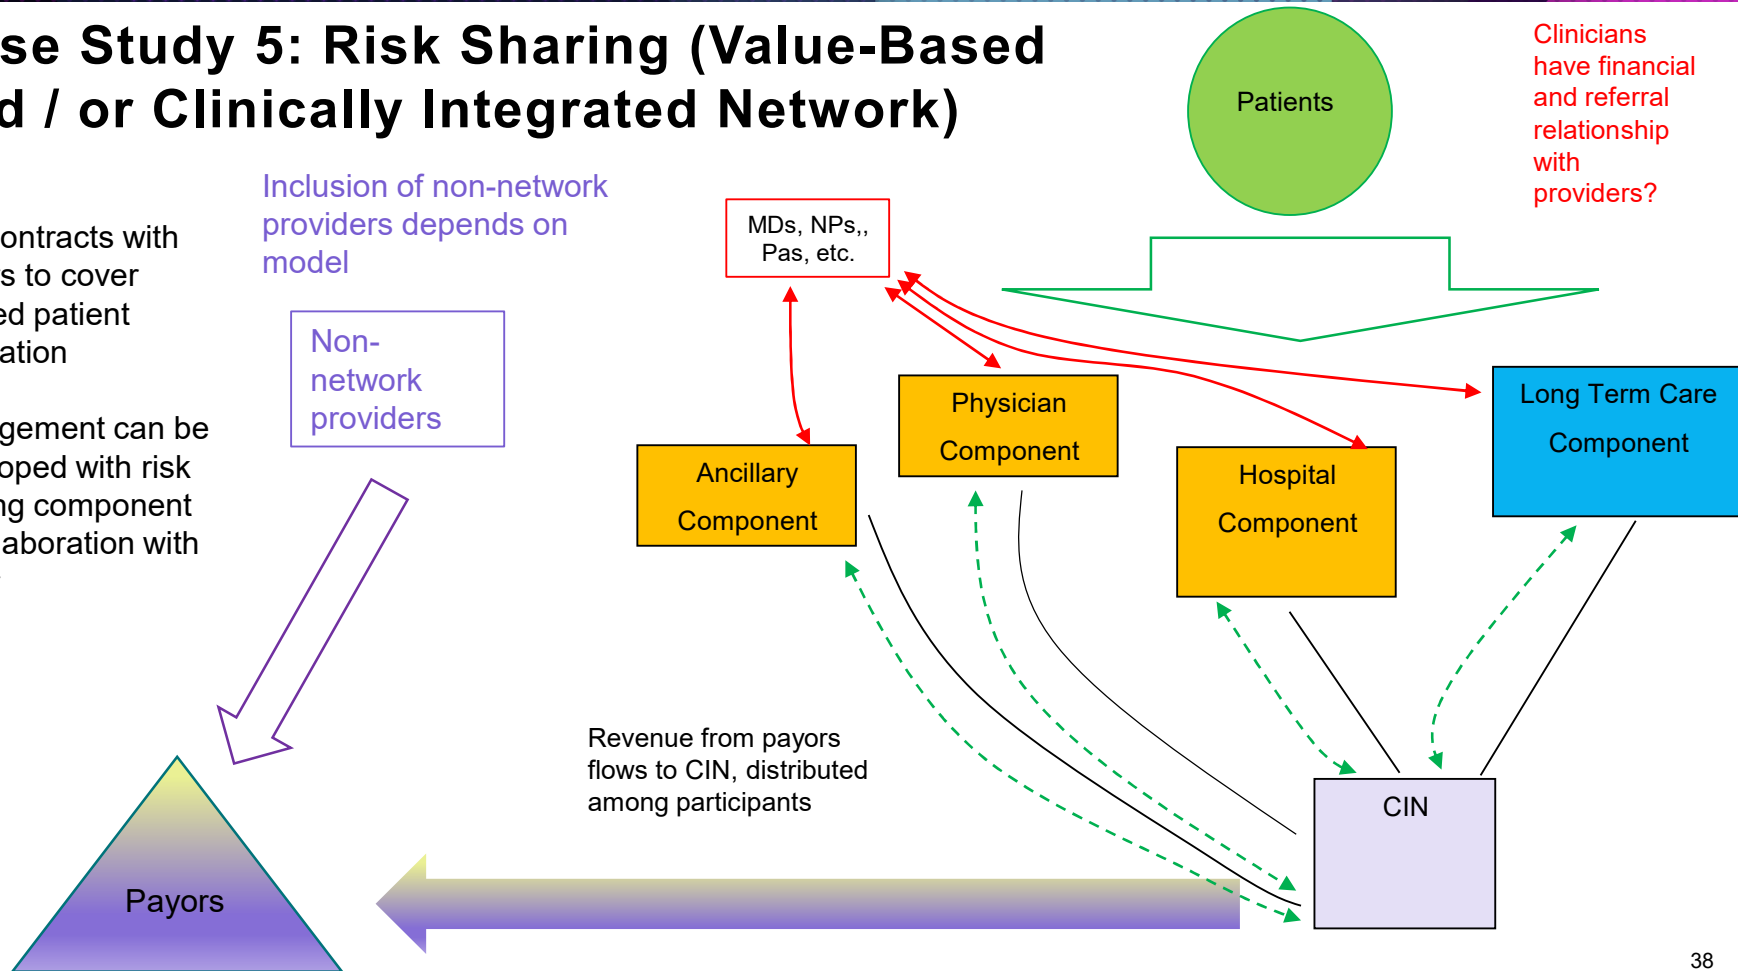 se Study 5: Risk Sharing (Value-Based
d / or Clinically Integrated Network)
Patients
Clinicians
have financial
and referral
relationship
with
providers?
Inclusion of non-network
providers depends on
model
ontracts with
s to cover
ed patient
ation
gement can be
oped with risk
ng component
laboration with
MDs, NPs,,
Pas, etc.
Non-
network
providers
Physician
Component
Long Term Care
Component
Ancillary
Component
Hospital
Component
Revenue from payors
flows to CIN, distributed
among participants
CIN
Payors
38